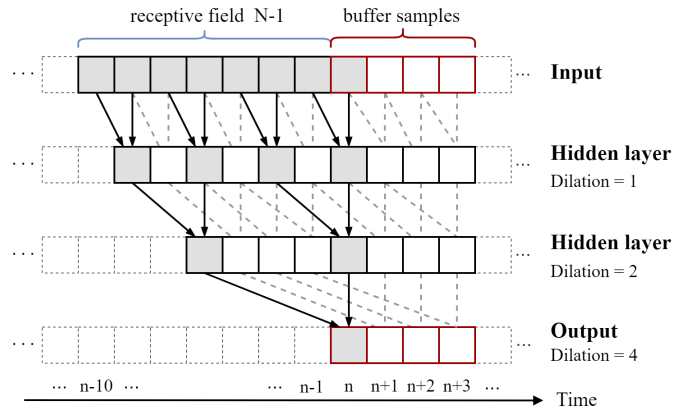 receptive field N-1 buffer samples
... ... Input
... ... Hidden layer
Dilation = 1
... ... Hidden layer
Dilation = 2
... ... Output
Dilation = 4
... n-10 ... ... n-1 n n+1 n+2 n+3 ... Time